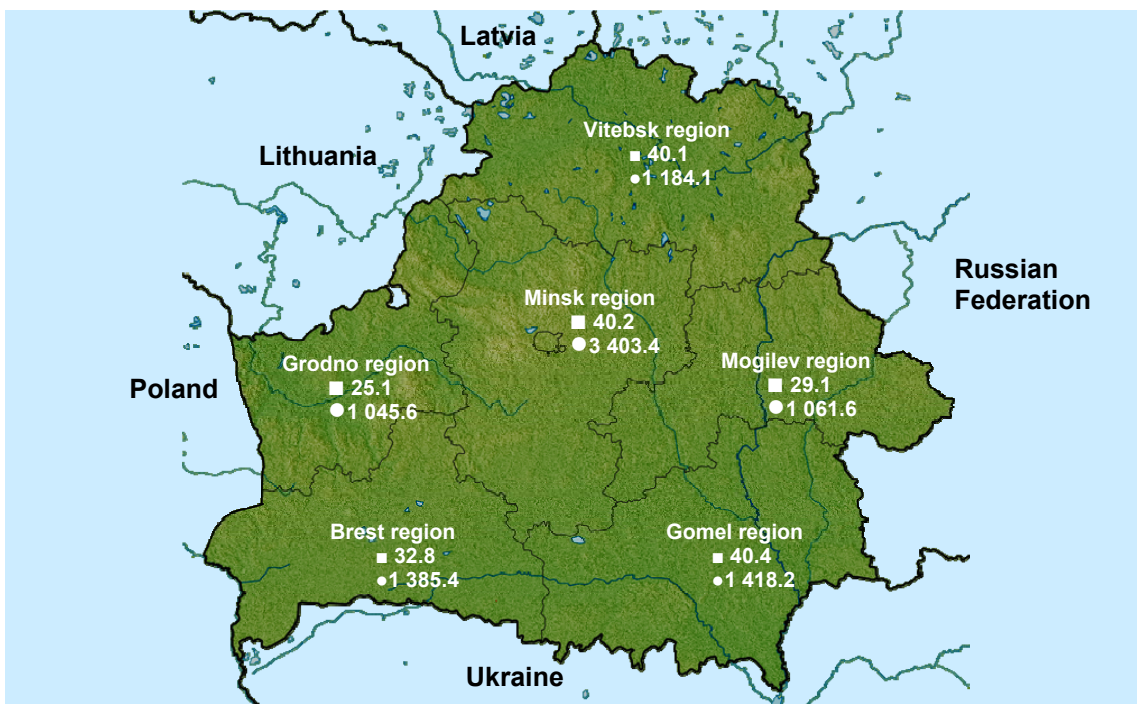 Latvia
Vitebsk region
40.1
1 184.1
Lithuania
Russian
Federation
Minsk region
40.2
3 403.4
Grodno region
25.1
1 045.6
Mogilev region
29.1
1 061.6
Poland
Brest region
32.8
1 385.4
Gomel region
40.4
1 418.2
Ukraine